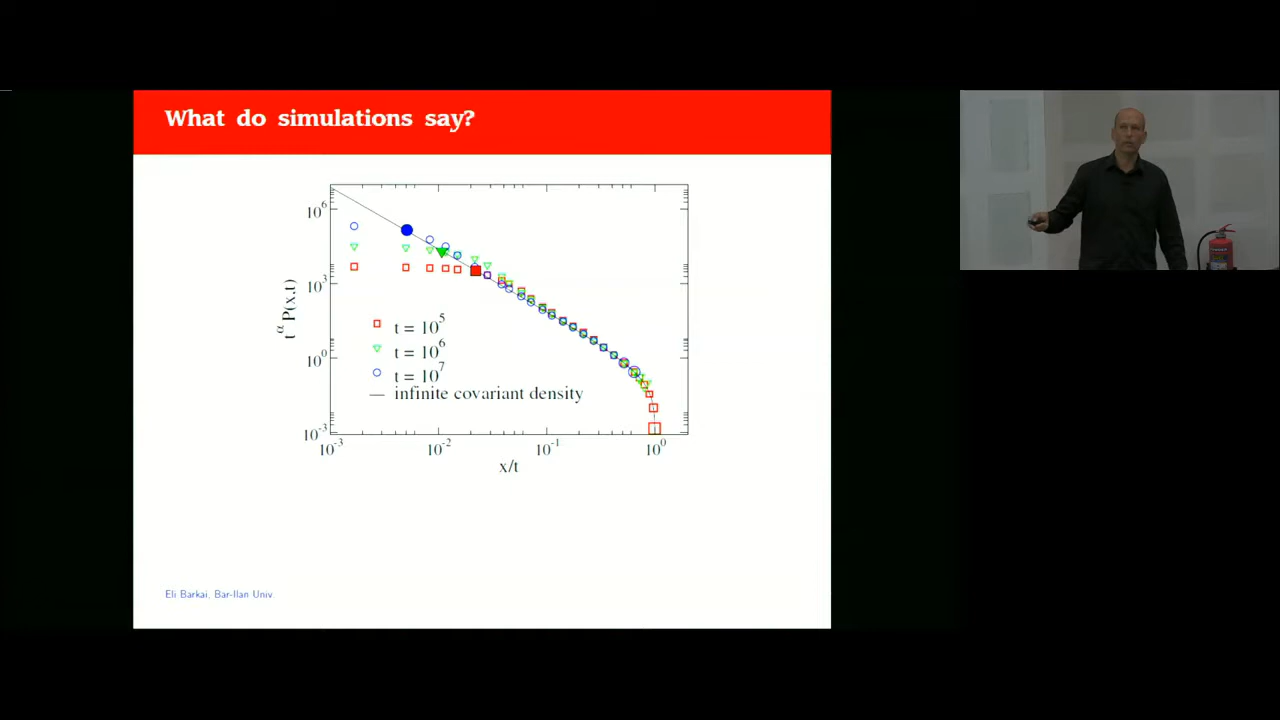 What do simulations say?
10^6
10^3
10^0
10^-3
t^α P(x,t)
t = 10^5
t = 10^6
t = 10^7
infinite covariant density
10^-3 10^-2 10^-1 10^0
x/t
Eli Barkai, Bar-Ilan Univ.